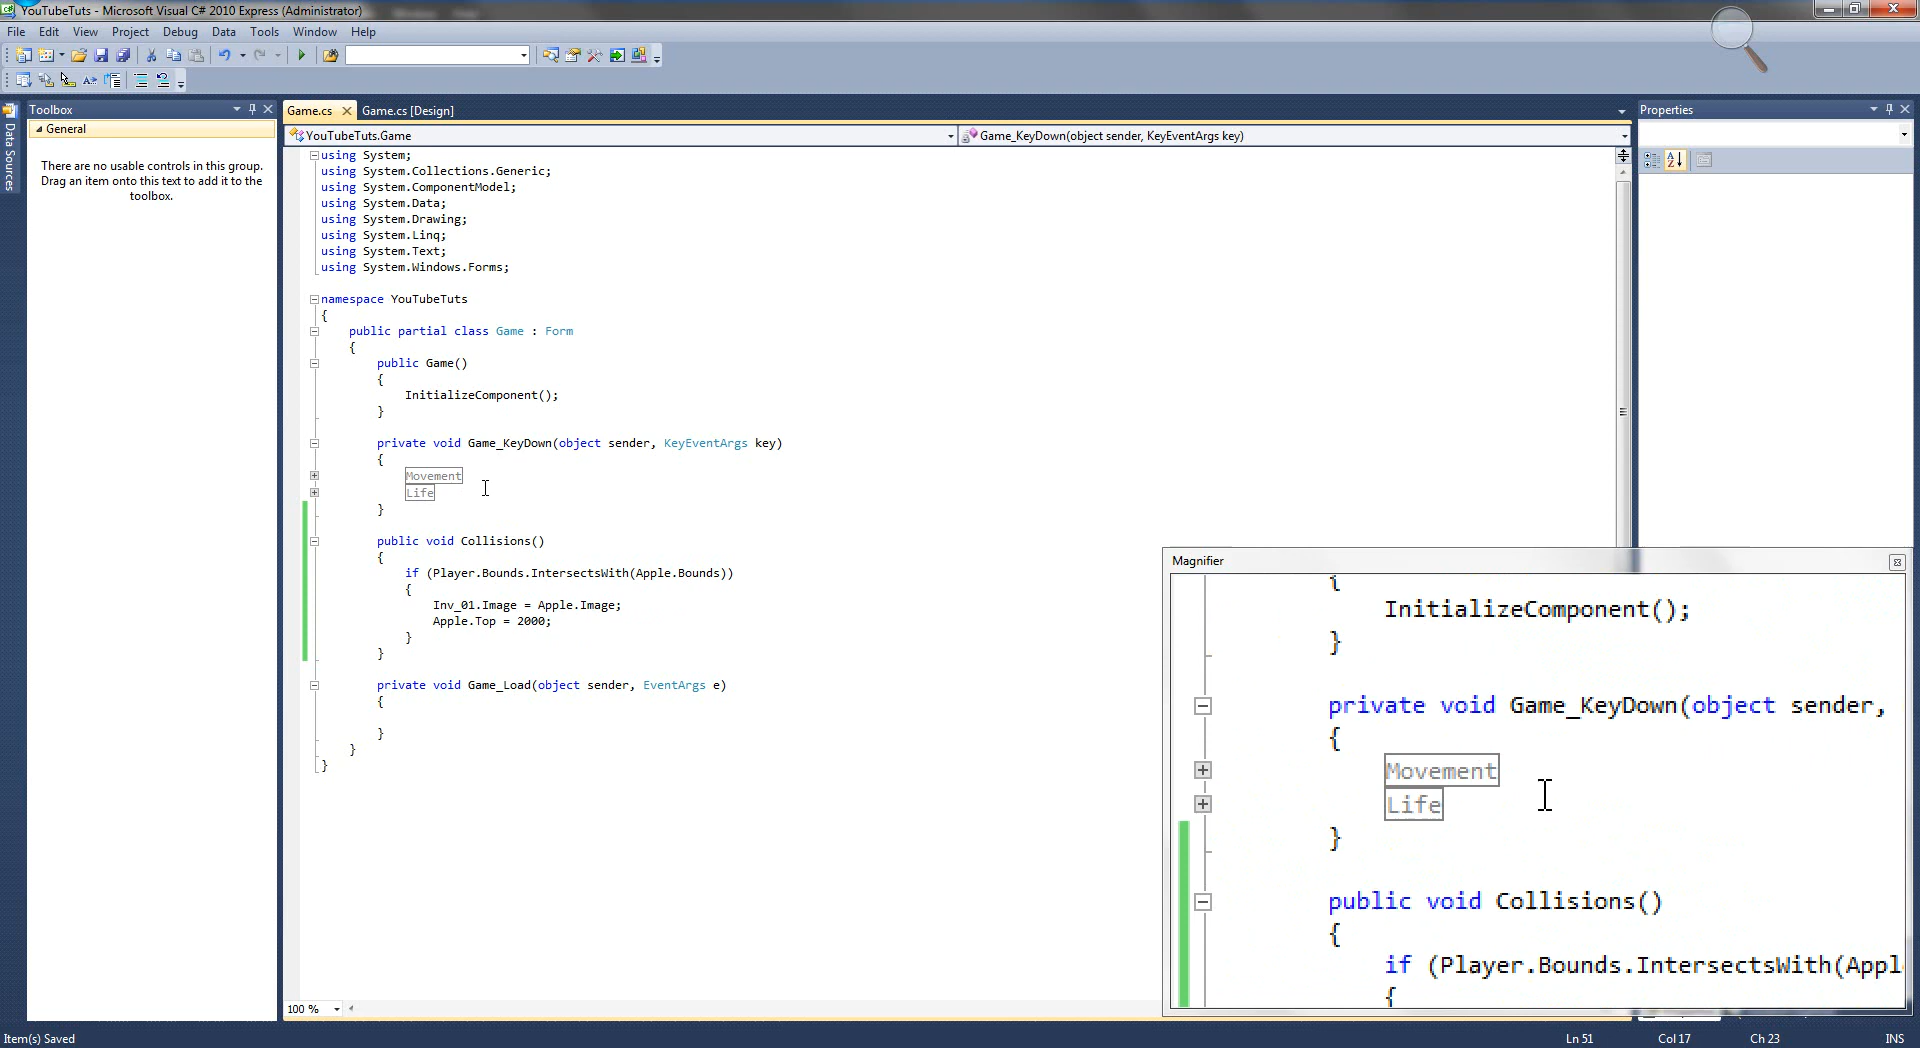 YouTubeTuts - Microsoft Visual C# 2010 Express (Administrator)
File Edit View Project Debug Data Tools Window Help
Toolbox
Game.cs
Game.cs [Design]
Properties
Data Sources
General
YouTubeTuts.Game
Game_KeyDown(object sender, KeyEventArgs key)
There are no usable controls in this group.
Drag an item onto this text to add it to the
toolbox.
using System;
using System.Collections.Generic;
using System.ComponentModel;
using System.Data;
using System.Drawing;
using System.Linq;
using System.Text;
using System.Windows.Forms;
namespace YouTubeTuts
{
public partial class Game : Form
{
public Game()
{
InitializeComponent();
}
private void Game_KeyDown(object sender, KeyEventArgs key)
{
Movement
Life
}
public void Collisions()
{
if (Player.Bounds.IntersectsWith(Apple.Bounds))
{
Inv_01.Image = Apple.Image;
Apple.Top = 2000;
}
}
private void Game_Load(object sender, EventArgs e)
{
}
}
}
Magnifier
{
InitializeComponent();
}
private void Game_KeyDown(object sender,
{
Movement
Life
}
public void Collisions()
{
if (Player.Bounds.IntersectsWith(Appl
{
100 %
Item(s) Saved
Ln 51
Col 17
Ch 23
INS